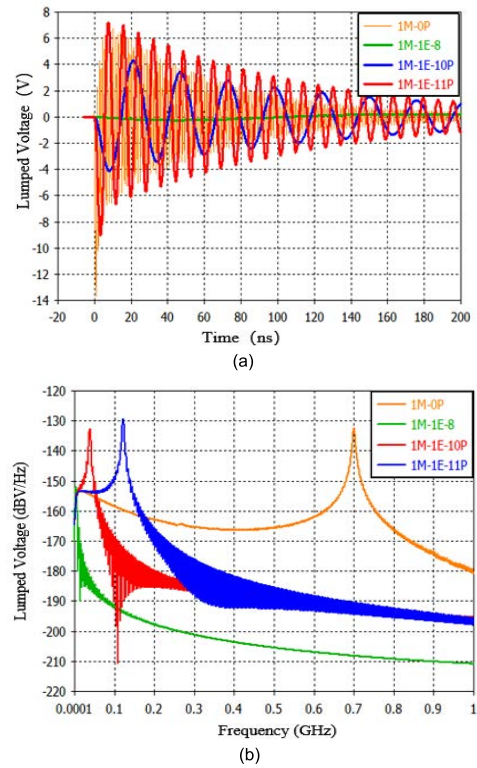 8
6
4
2
0
-2
-4
-6
-8
-10
-12
14
Lumped Voltage (V)
1M-0P
1M-1E-8
1M-1E-10P
1M-1E-11P
-20 0 20 40 60 80 100 120 140 160 180 200
Time (ns)
(a)
-120
-130
-140
-150
-160
-170
-180
-190
-200
-210
-220
Lumped Voltage (dBV/Hz)
1M-0P
1M-1E-8
1M-1E-10P
1M-1E-11P
0.0001 0.1 0.2 0.3 0.4 0.5 0.6 0.7 0.8 0.9 1
Frequency (GHz)
(b)